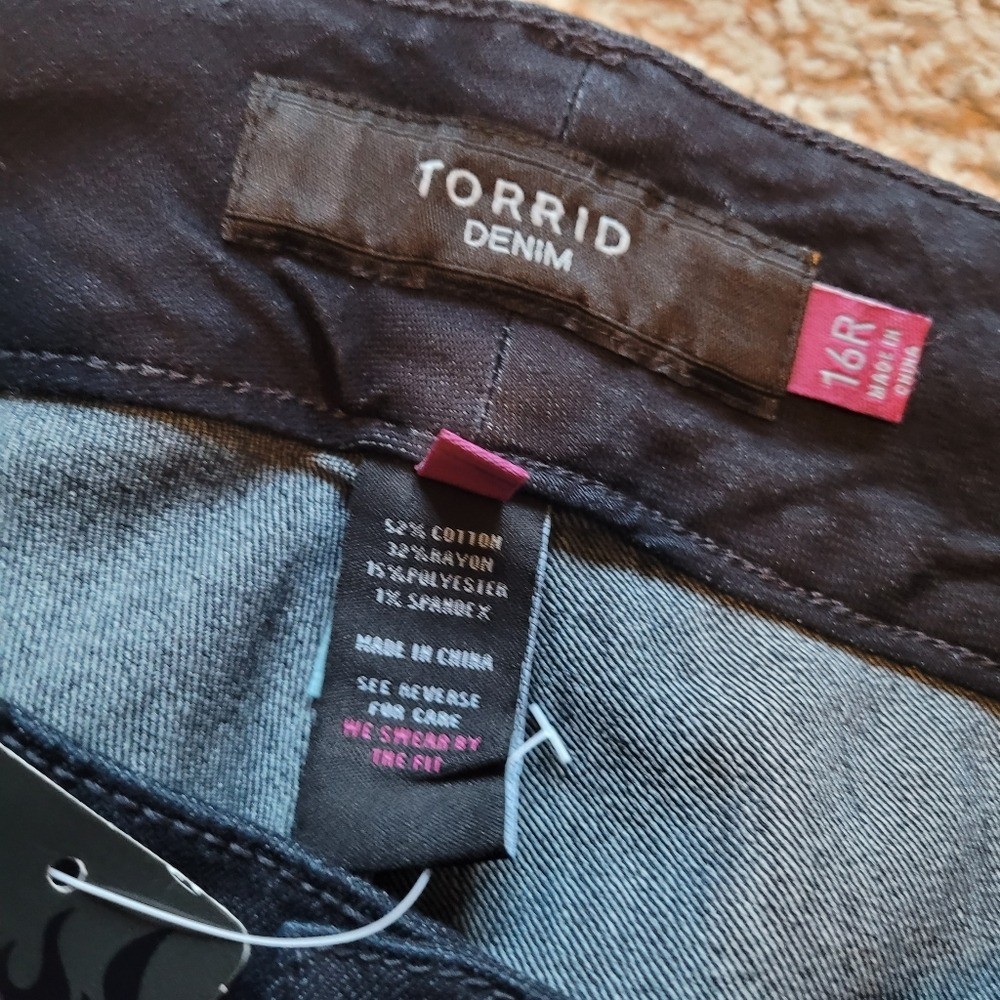 TORRID
DENIM
16R
MADE IN
CHINA
52% COTTON
32% RAYON
15% POLYESTER
1% SPANDEX
MADE IN CHINA
SEE REVERSE
FOR CARE
WE SWEAR BY
THE FIT